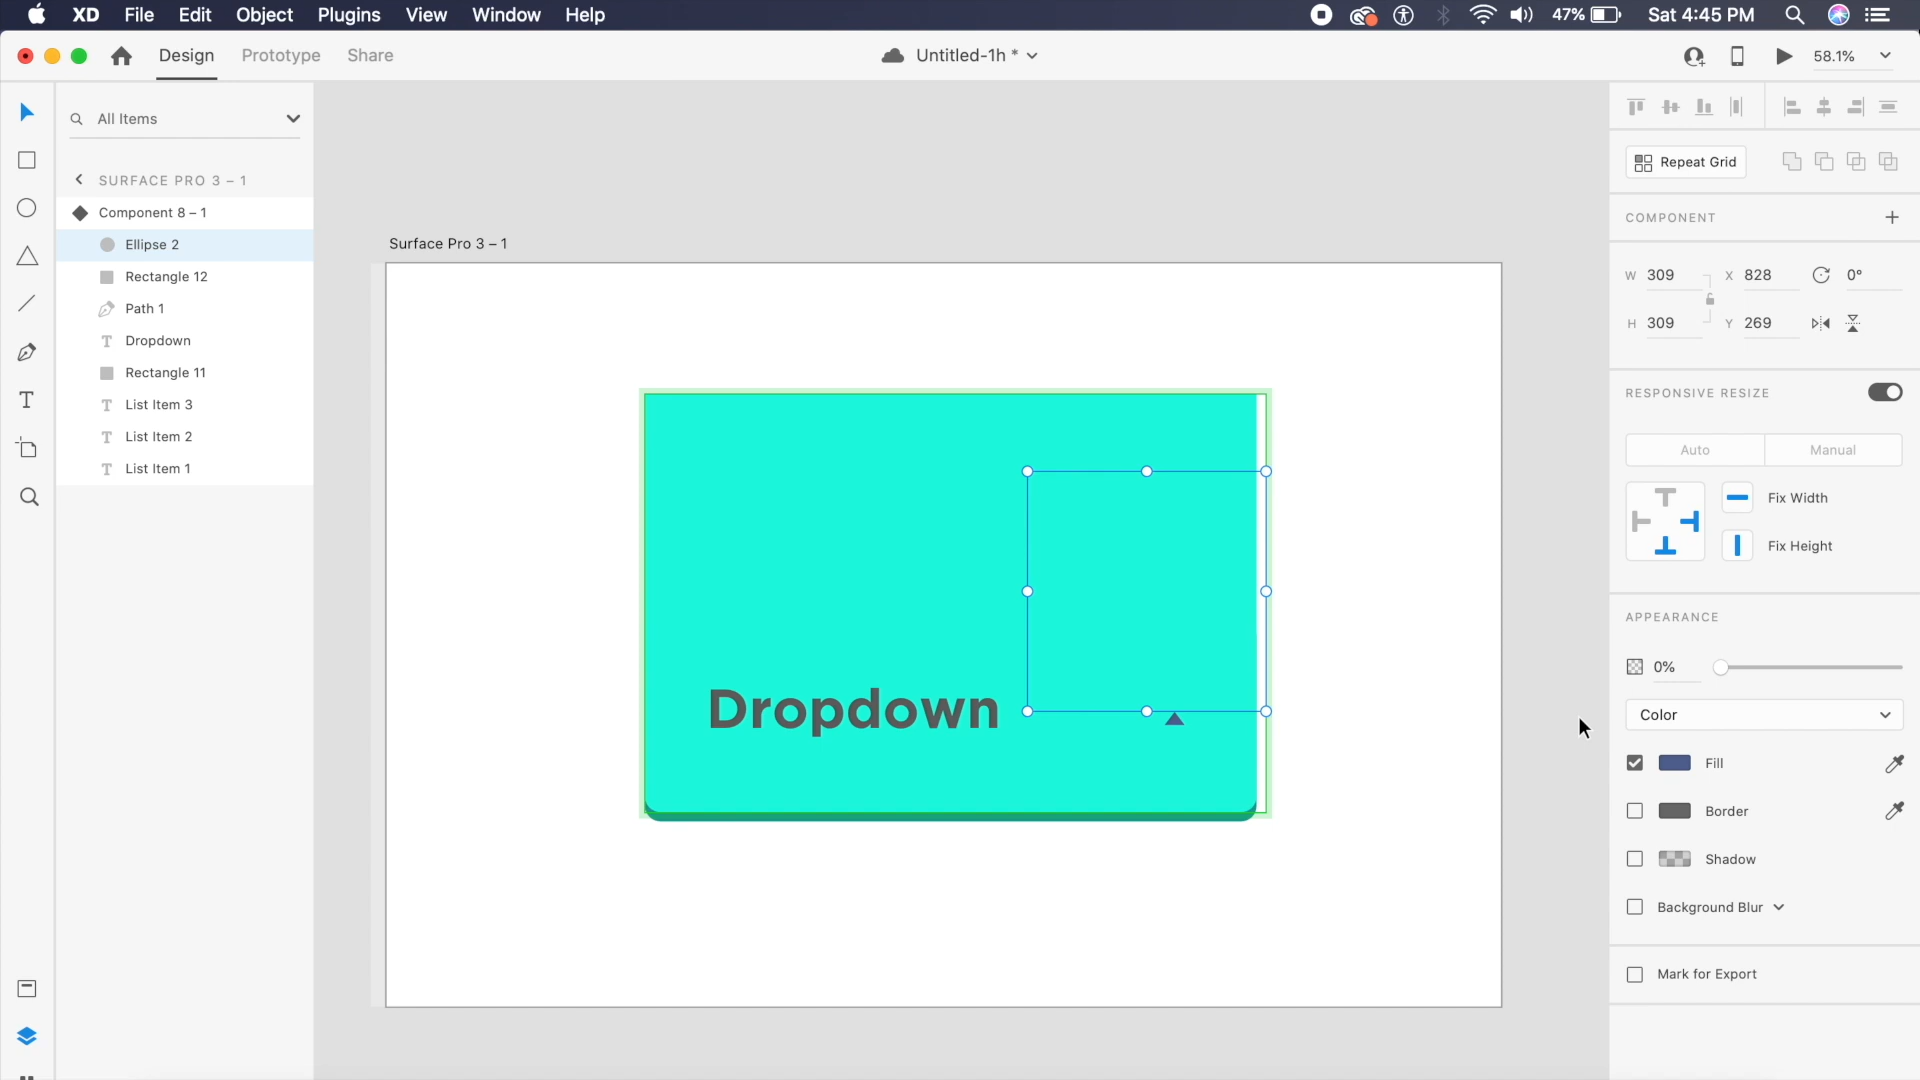 XD File Edit Object Plugins View Window Help 47% Sat 4:45 PM
Design Prototype Share Untitled-1h * 58.1%
All Items
SURFACE PRO 3 – 1
Component 8 – 1
Ellipse 2
Rectangle 12
Path 1
T Dropdown
Rectangle 11
T List Item 3
T List Item 2
T List Item 1
Surface Pro 3 – 1
Dropdown
Repeat Grid
COMPONENT
W 309 X 828 0°
H 309 Y 269
RESPONSIVE RESIZE
Auto Manual
Fix Width
Fix Height
APPEARANCE
0%
Color
Fill
Border
Shadow
Background Blur
Mark for Export